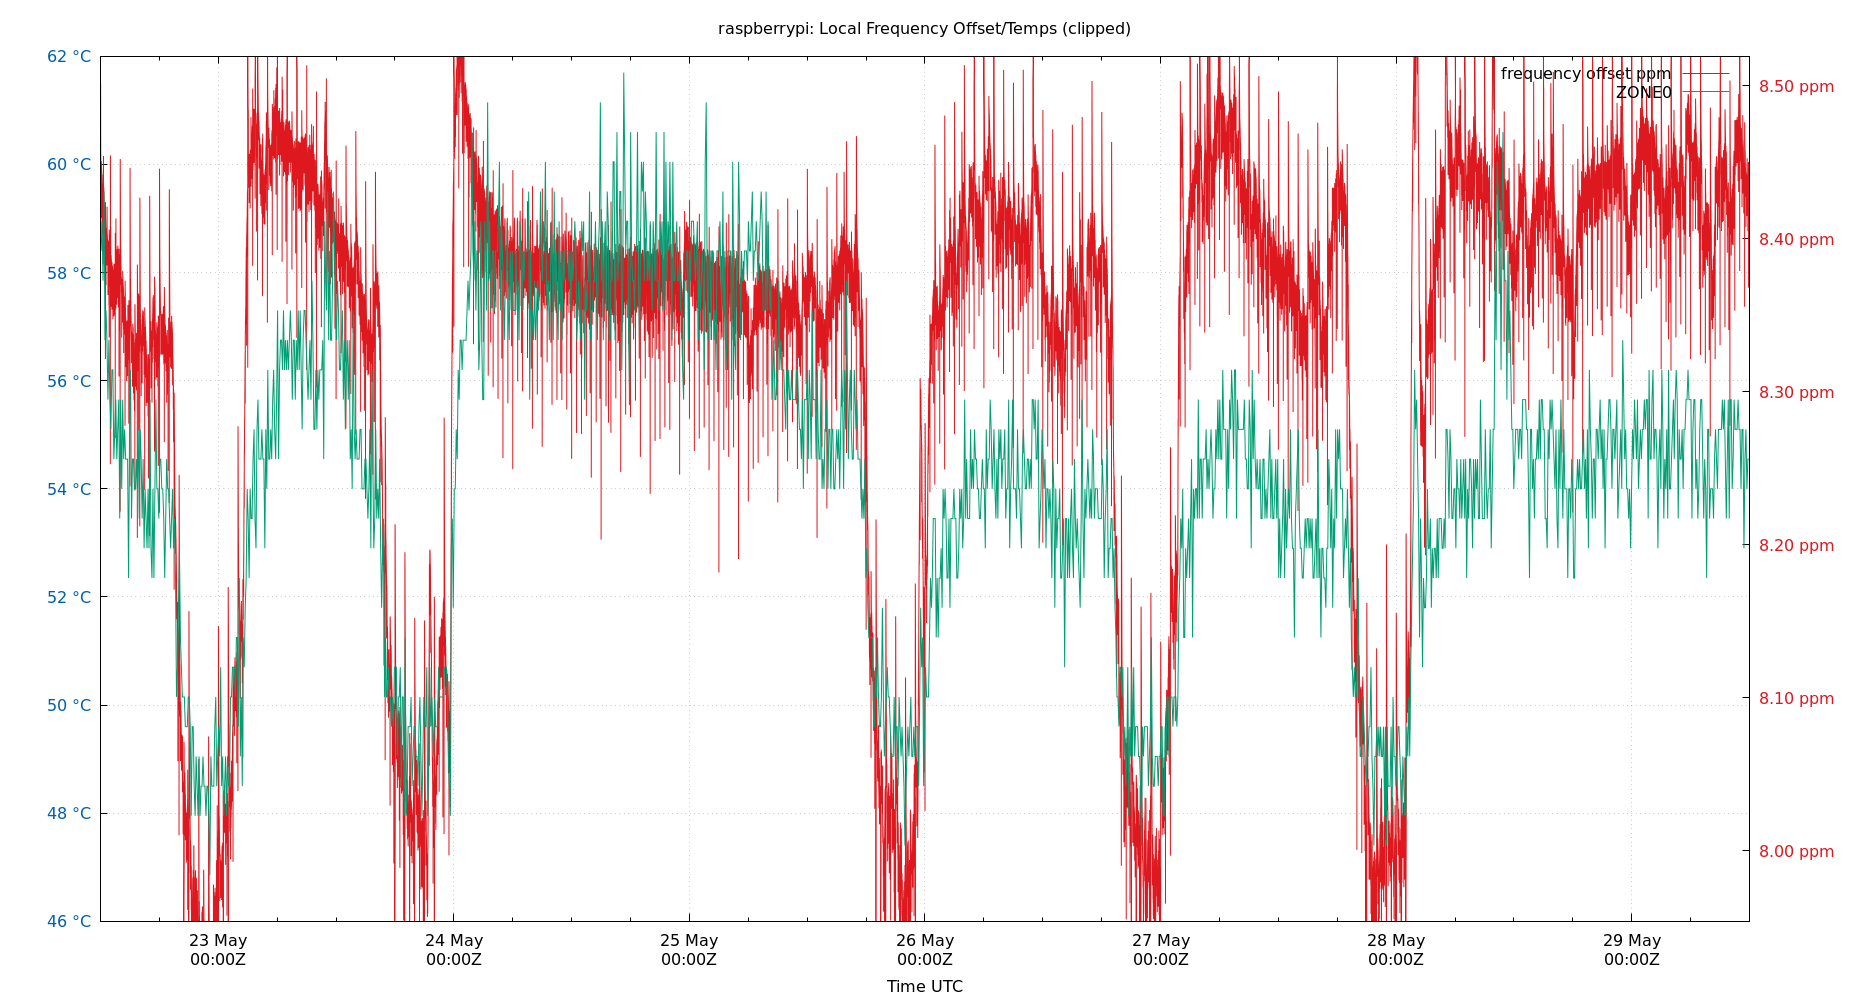 raspberrypi: Local Frequency Offset/Temps (clipped)
62 °C
60 °C
58 °C
56 °C
54 °C
52 °C
50 °C
48 °C
46 °C
frequency offset ppm
ZONE0
8.50 ppm
8.40 ppm
8.30 ppm
8.20 ppm
8.10 ppm
8.00 ppm
23 May
00:00Z
24 May
00:00Z
25 May
00:00Z
26 May
00:00Z
27 May
00:00Z
28 May
00:00Z
29 May
00:00Z
Time UTC